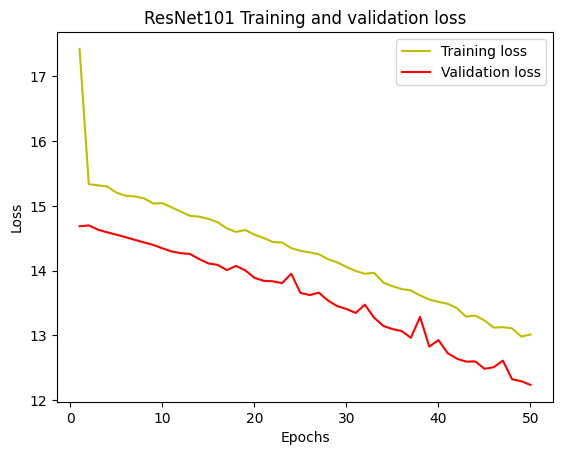 ResNet101 Training and validation loss
Training loss
Validation loss
17
16
15
14
13
12
Loss
0
10
20
30
40
50
Epochs